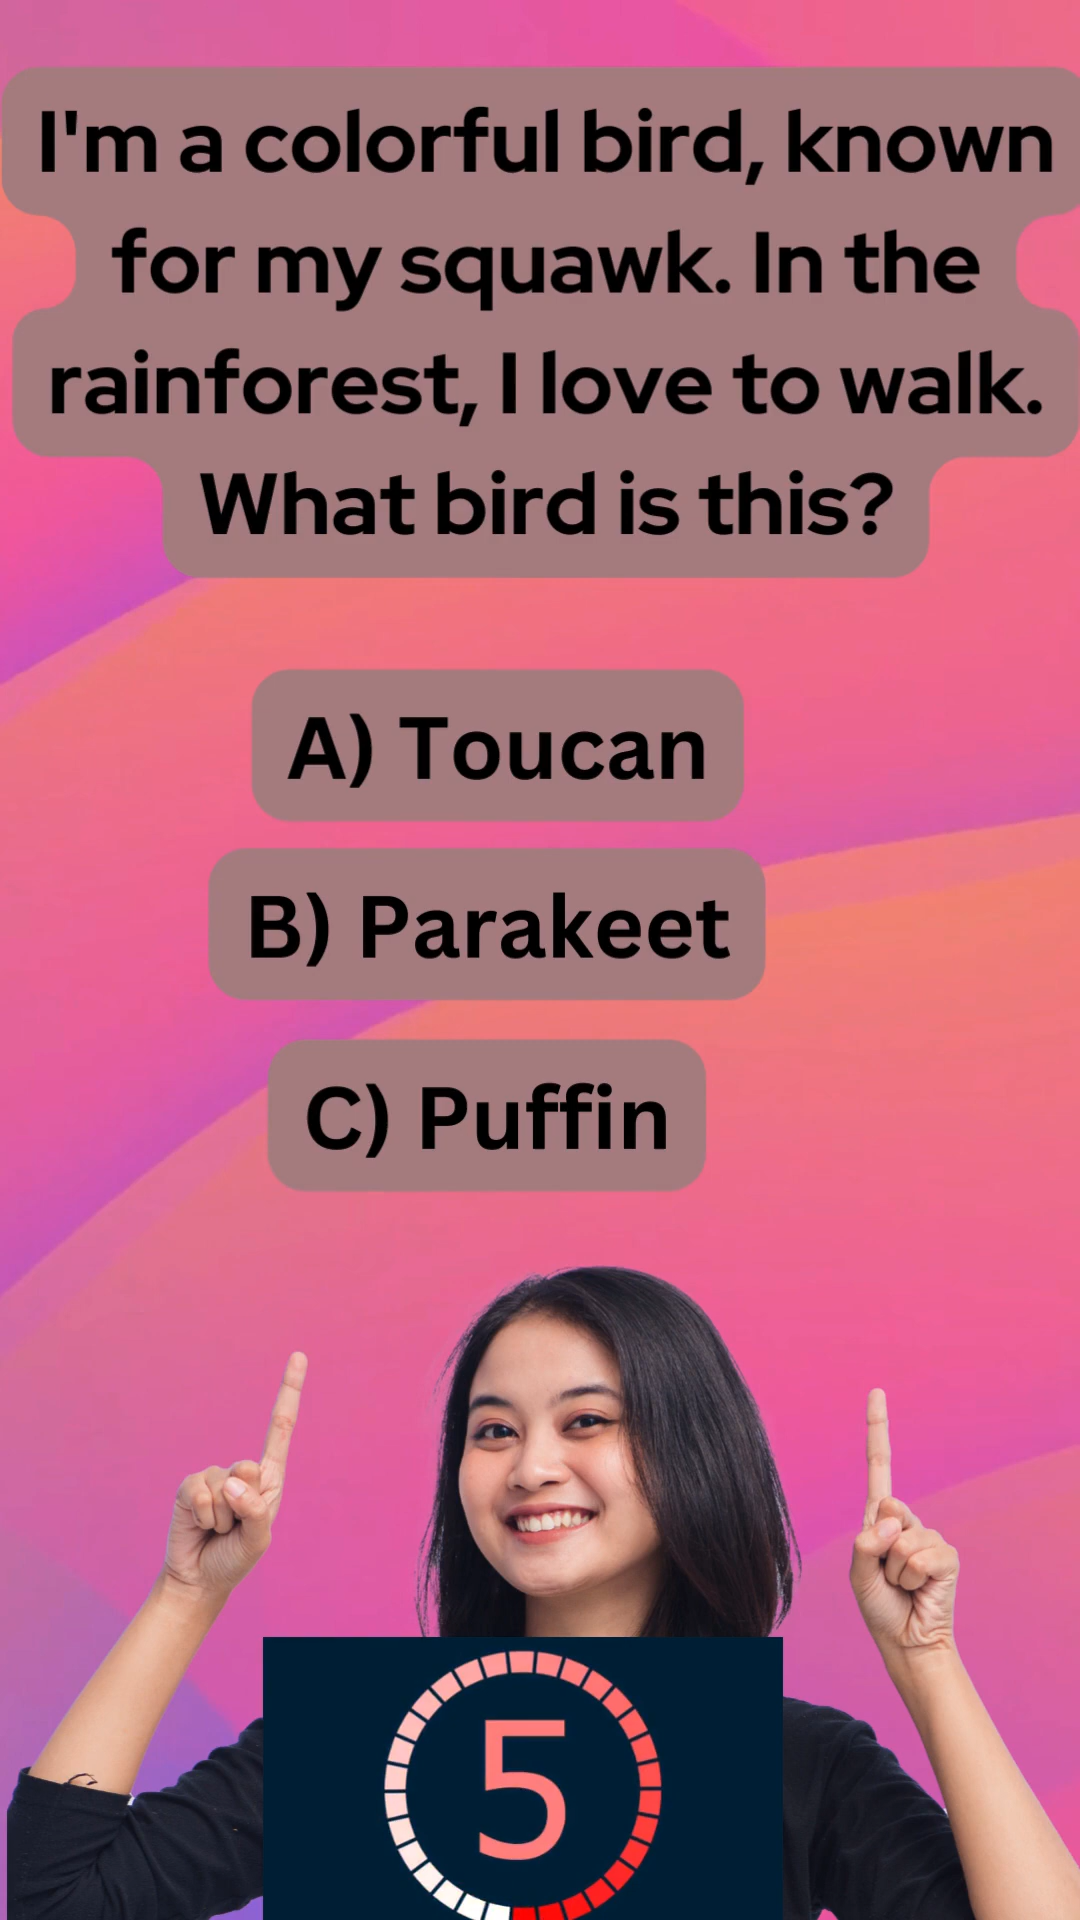 I'm a colorful bird, known
for my squawk. In the
rainforest, I love to walk.
What bird is this?
A) Toucan
B) Parakeet
C) Puffin
5